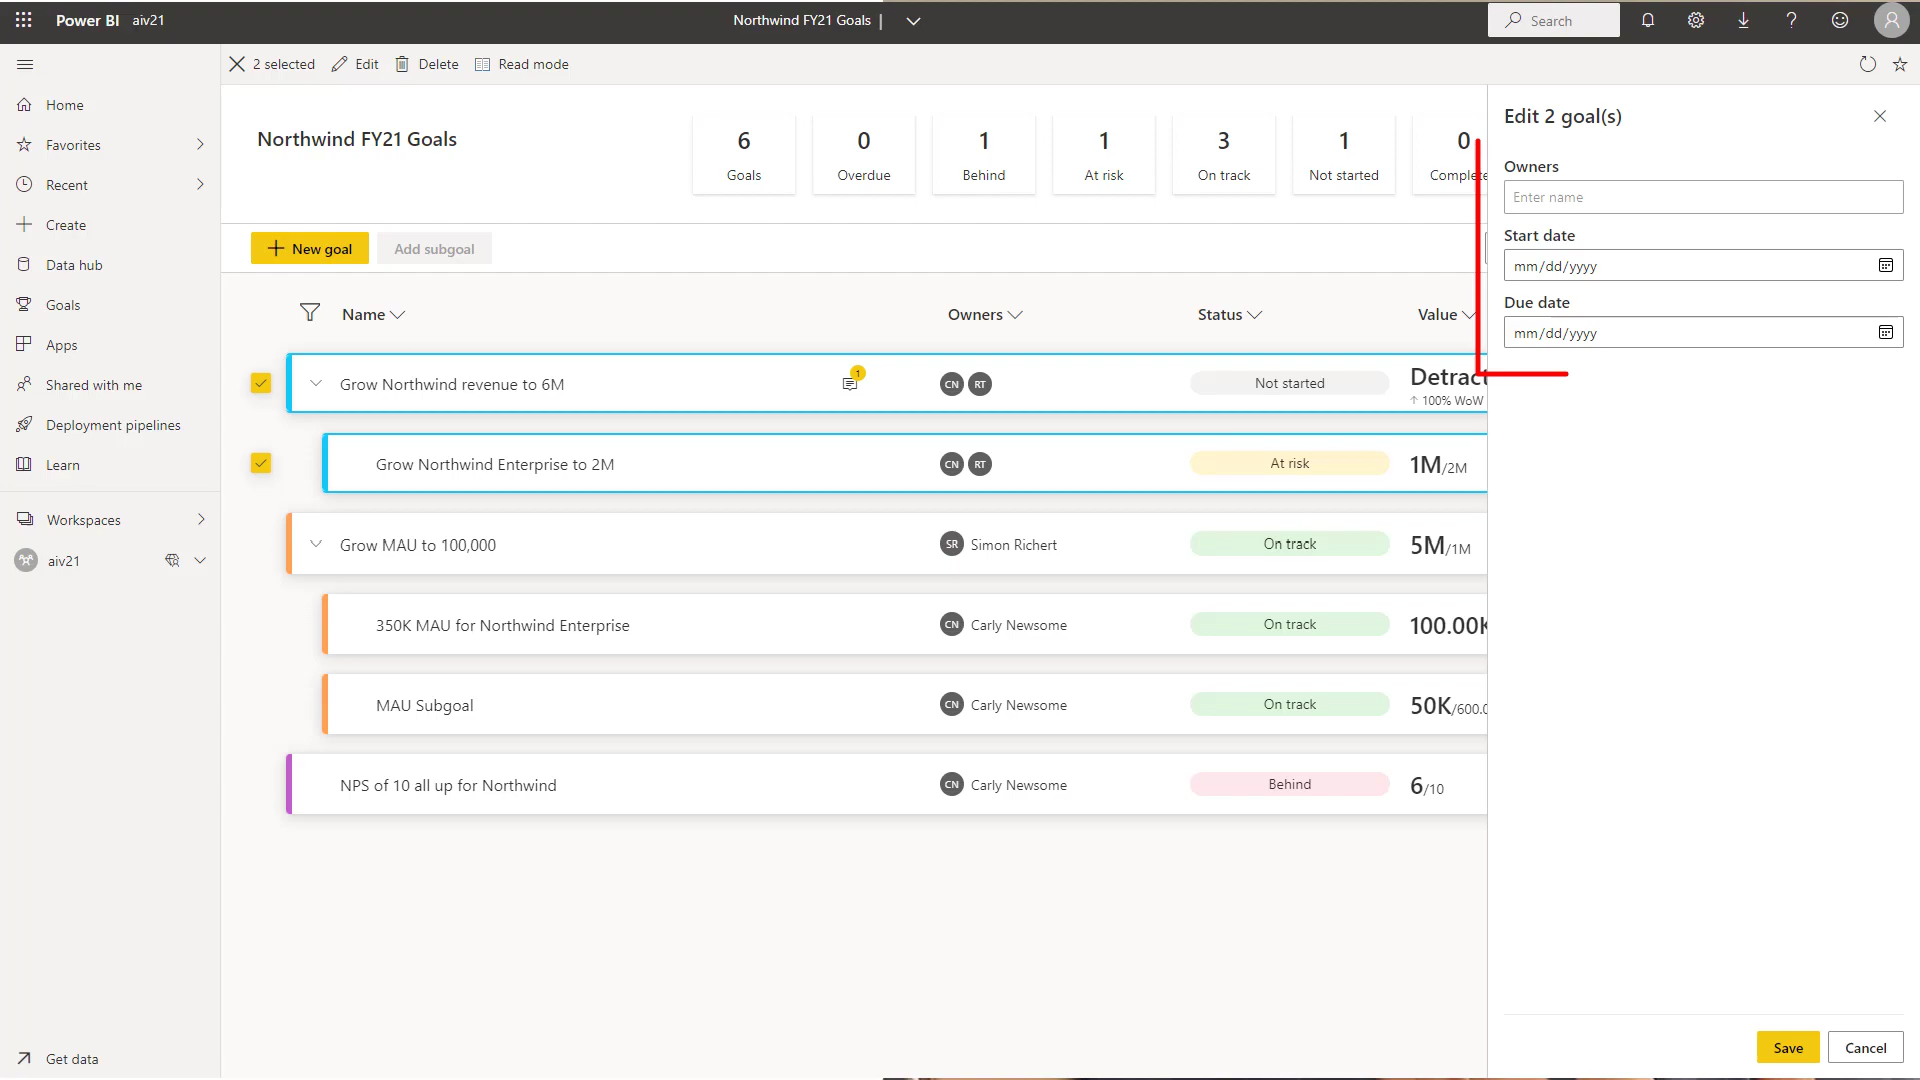 Power BI aiv21
Northwind FY21 Goals
Search
2 selected
Edit
Delete
Read mode
Home
Favorites
Recent
Create
Data hub
Goals
Apps
Shared with me
Deployment pipelines
Learn
Workspaces
aiv21
Get data
Northwind FY21 Goals
6
Goals
0
Overdue
1
Behind
1
At risk
3
On track
1
Not started
0
New goal
Add subgoal
Name Owners Status Value
Grow Northwind revenue to 6M 1 CN RT Not started
↑ 100% WoW
Grow Northwind Enterprise to 2M CN RT At risk 1M/2M
Grow MAU to 100,000 SR Simon Richert On track 5M/1M
350K MAU for Northwind Enterprise CN Carly Newsome On track 100.00K
MAU Subgoal CN Carly Newsome On track 50K
NPS of 10 all up for Northwind CN Carly Newsome Behind 6/10
Edit 2 goal(s)
Owners
Enter name
Start date
mm/dd/yyyy
Due date
mm/dd/yyyy
Save
Cancel